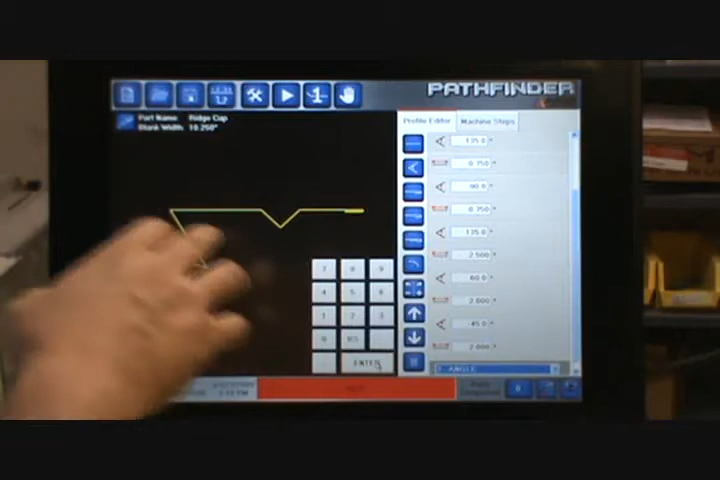 PATHFINDER
Part Name: Ridge Cap
Blank Width: 10.250"
Profile Editor
Machine Steps
135.0 °
0.750 "
90.0 °
0.750 "
135.0 °
2.500 "
60.0 °
2.000 "
-45.0 °
2.000 "
7 8 9
4 5 6
1 2 3
0 BS
ENTER
ANGLE